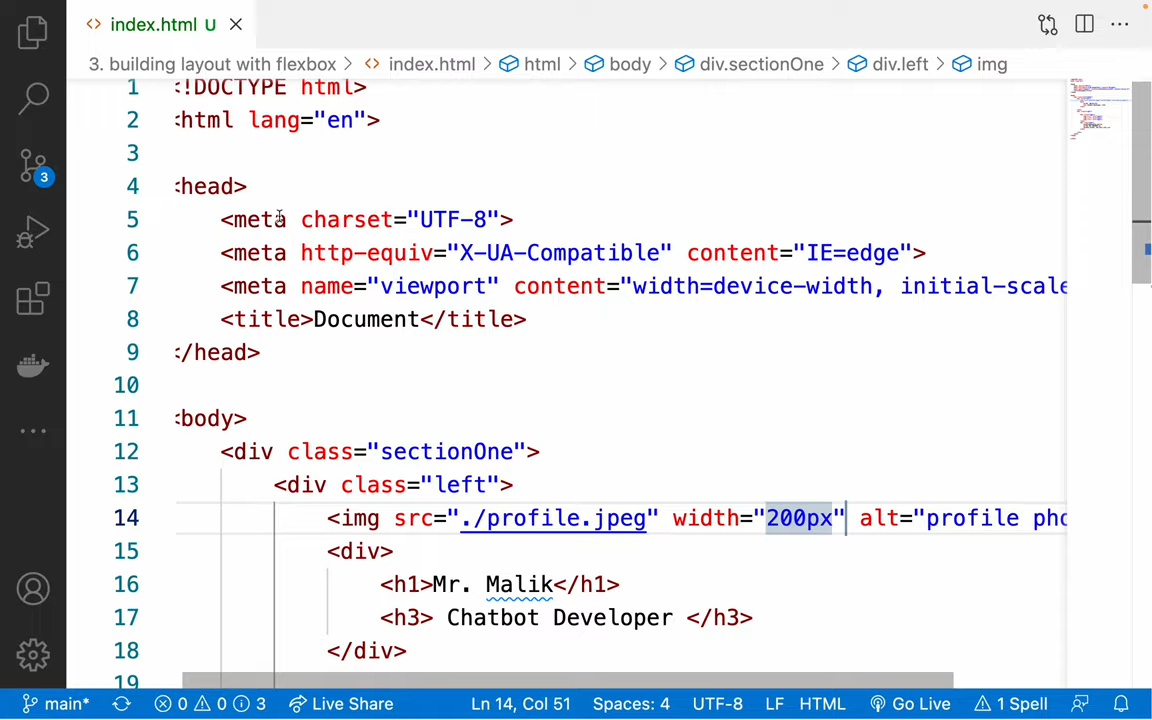 index.html U
3. building layout with flexbox > index.html > html > body > div.sectionOne > div.left > img
1 <!DOCTYPE html>
2 <html lang="en">
3
4 <head>
5 <meta charset="UTF-8">
6 <meta http-equiv="X-UA-Compatible" content="IE=edge">
7 <meta name="viewport" content="width=device-width, initial-scale
8 <title>Document</title>
9 </head>
10
11 <body>
12 <div class="sectionOne">
13 <div class="left">
14 <img src="./profile.jpeg" width="200px" alt="profile pho
15 <div>
16 <h1>Mr. Malik</h1>
17 <h3> Chatbot Developer </h3>
18 </div>
19
3
main* 0 0 3 Live Share Ln 14, Col 51 Spaces: 4 UTF-8 LF HTML Go Live 1 Spell